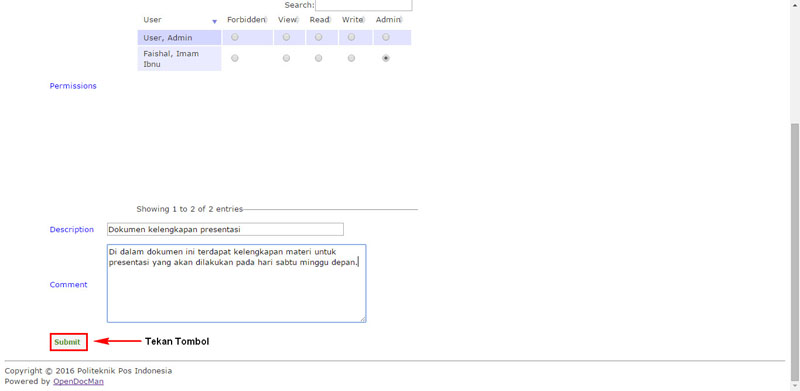 Search:
User Forbidden View Read Write Admin
User, Admin
Faishal, Imam
Ibnu
Permissions
Showing 1 to 2 of 2 entries
Description Dokumen kelengkapan presentasi
Di dalam dokumen ini terdapat kelengkapan materi untuk
presentasi yang akan dilakukan pada hari sabtu minggu depan.
Comment
Submit Tekan Tombol
Copyright © 2016 Politeknik Pos Indonesia
Powered by OpenDocMan